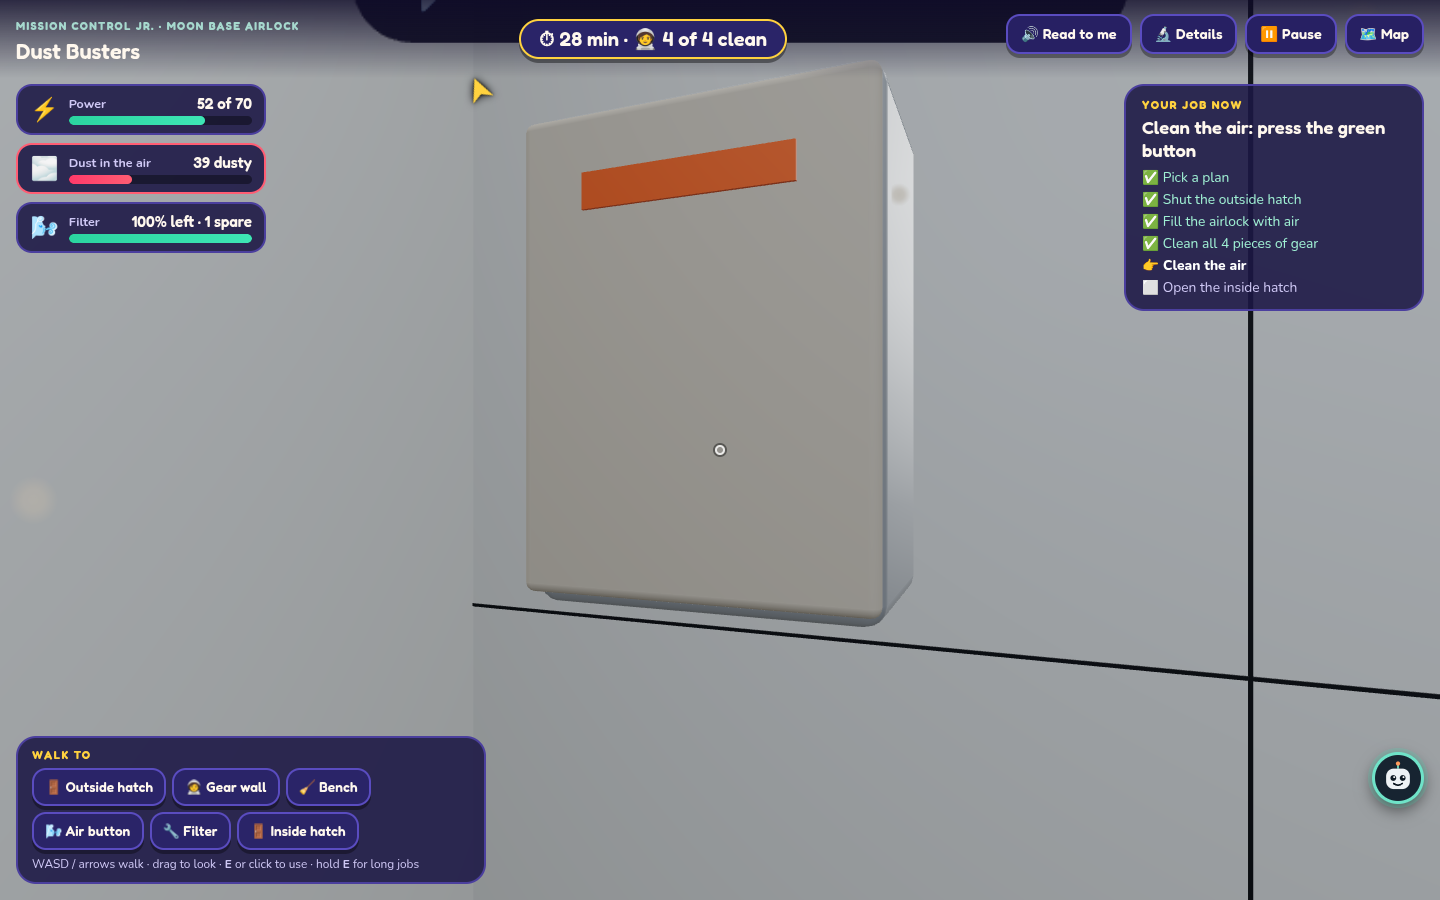 MISSION CONTROL JR. · MOON BASE AIRLOCK
Dust Busters
⏱ 28 min · 🧑‍🚀 4 of 4 clean
🔊 Read to me
🔬 Details
⏸️ Pause
🗺️ Map
⚡ Power 52 of 70
🌫️ Dust in the air 39 dusty
🌬️ Filter 100% left · 1 spare
YOUR JOB NOW
Clean the air: press the green
button
✅ Pick a plan
✅ Shut the outside hatch
✅ Fill the airlock with air
✅ Clean all 4 pieces of gear
👉 Clean the air
⬜ Open the inside hatch
WALK TO
🚪 Outside hatch
🧑‍🚀 Gear wall
🧹 Bench
🌬️ Air button
🔧 Filter
🚪 Inside hatch
WASD / arrows walk · drag to look · E or click to use · hold E for long jobs